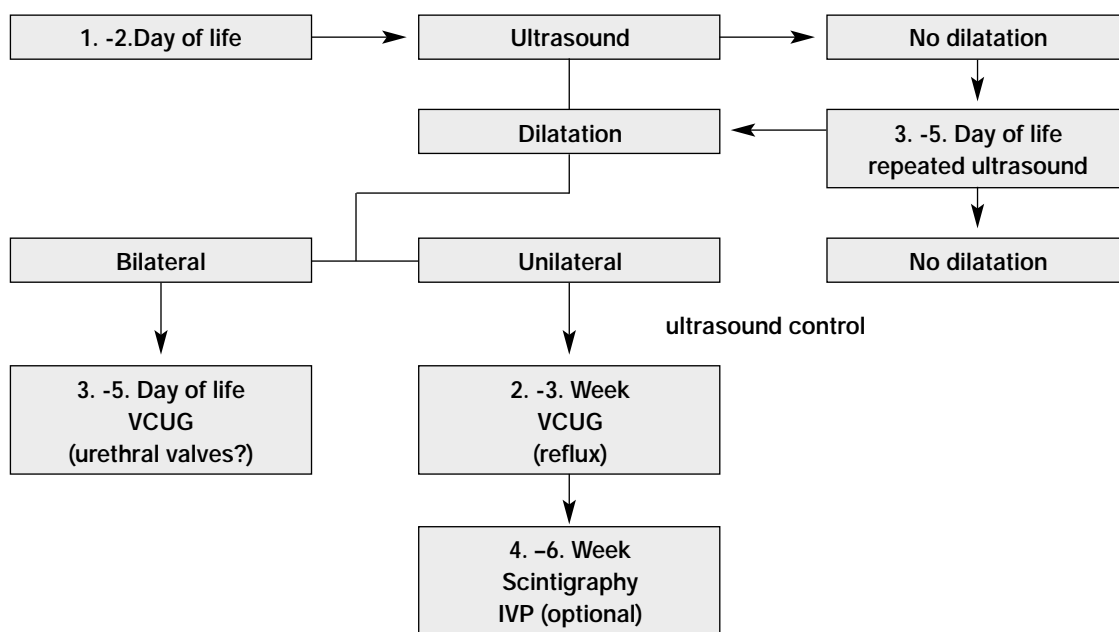 1. -2.Day of life
Ultrasound
No dilatation
Dilatation
3. -5. Day of life
repeated ultrasound
Bilateral
Unilateral
No dilatation
ultrasound control
3. -5. Day of life
VCUG
(urethral valves?)
2. -3. Week
VCUG
(reflux)
4. –6. Week
Scintigraphy
IVP (optional)